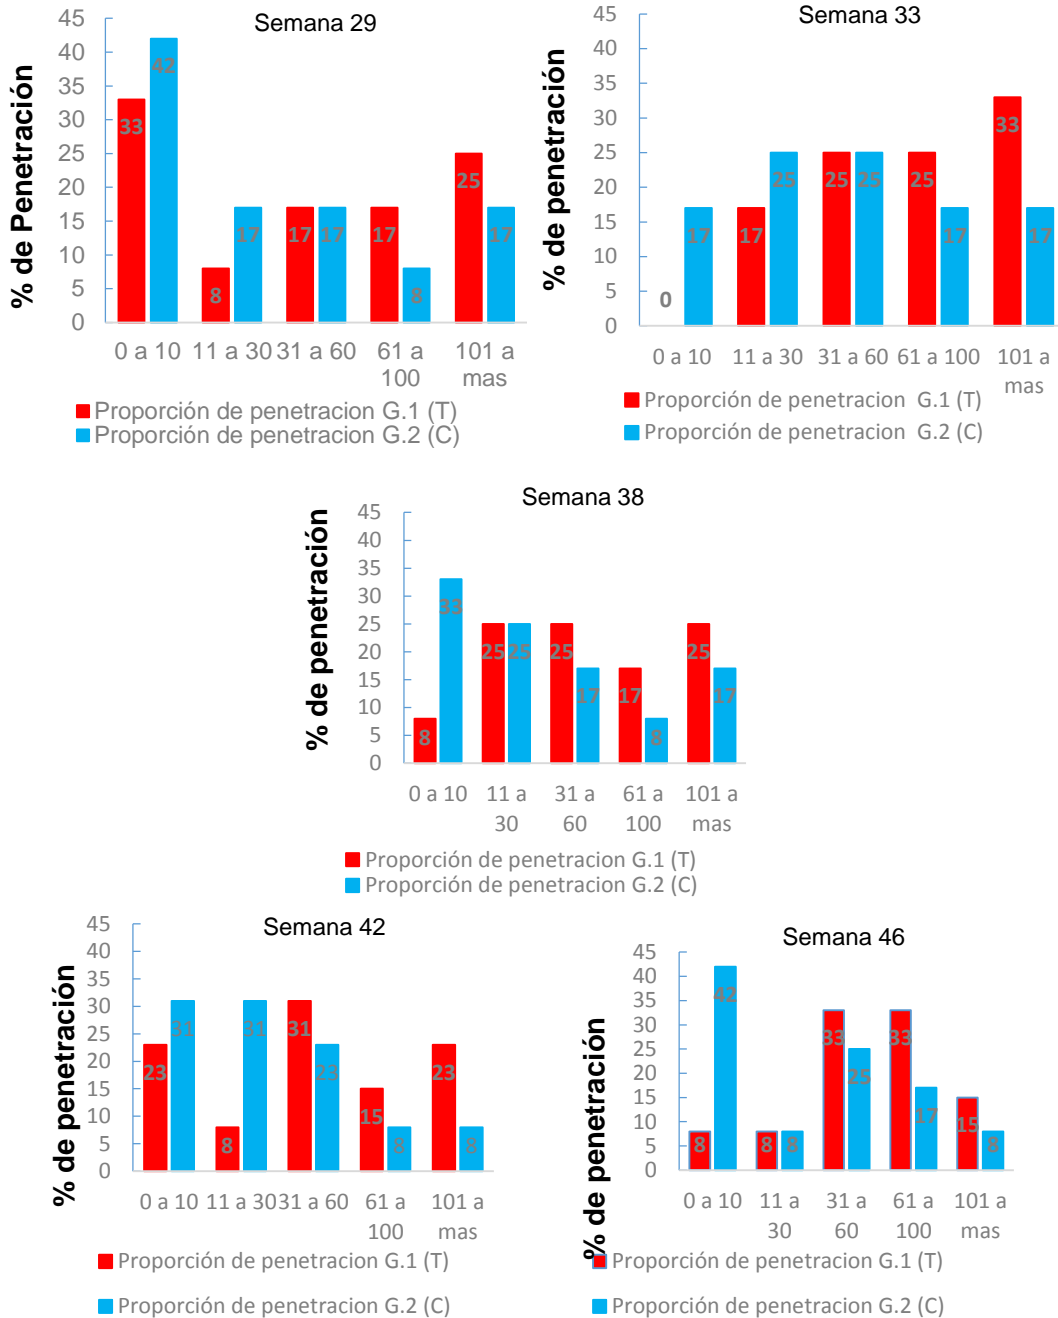 Semana 29
% de Penetración
45
40
35
30
25
20
15
10
5
0
33
42
8
17
17
17
17
8
25
17
0 a 10
11 a 30
31 a 60
61 a
100
101 a
mas
Proporción de penetracion G.1 (T)
Proporción de penetracion G.2 (C)
Semana 33
% de penetración
45
40
35
30
25
20
15
10
5
0
0
17
17
25
25
25
25
17
33
17
0 a 10
11 a 30
31 a 60
61 a 100
101 a
mas
Proporción de penetracion G.1 (T)
Proporción de penetracion G.2 (C)
Semana 38
% de penetración
45
40
35
30
25
20
15
10
5
0
8
33
25
25
25
17
17
8
25
17
0 a 10
11 a
30
31 a
60
61 a
100
101 a
mas
Proporción de penetracion G.1 (T)
Proporción de penetracion G.2 (C)
Semana 42
% de penetración
45
40
35
30
25
20
15
10
5
0
23
31
8
31
31
23
15
8
23
8
0 a 10
11 a 30
31 a 60
61 a
100
101 a
mas
Proporción de penetracion G.1 (T)
Proporción de penetracion G.2 (C)
Semana 46
% de penetración
45
40
35
30
25
20
15
10
5
0
8
42
8
8
33
25
33
17
15
8
0 a 10
11 a
30
31 a
60
61 a
100
101 a
mas
Proporción de penetracion G.1 (T)
Proporción de penetracion G.2 (C)